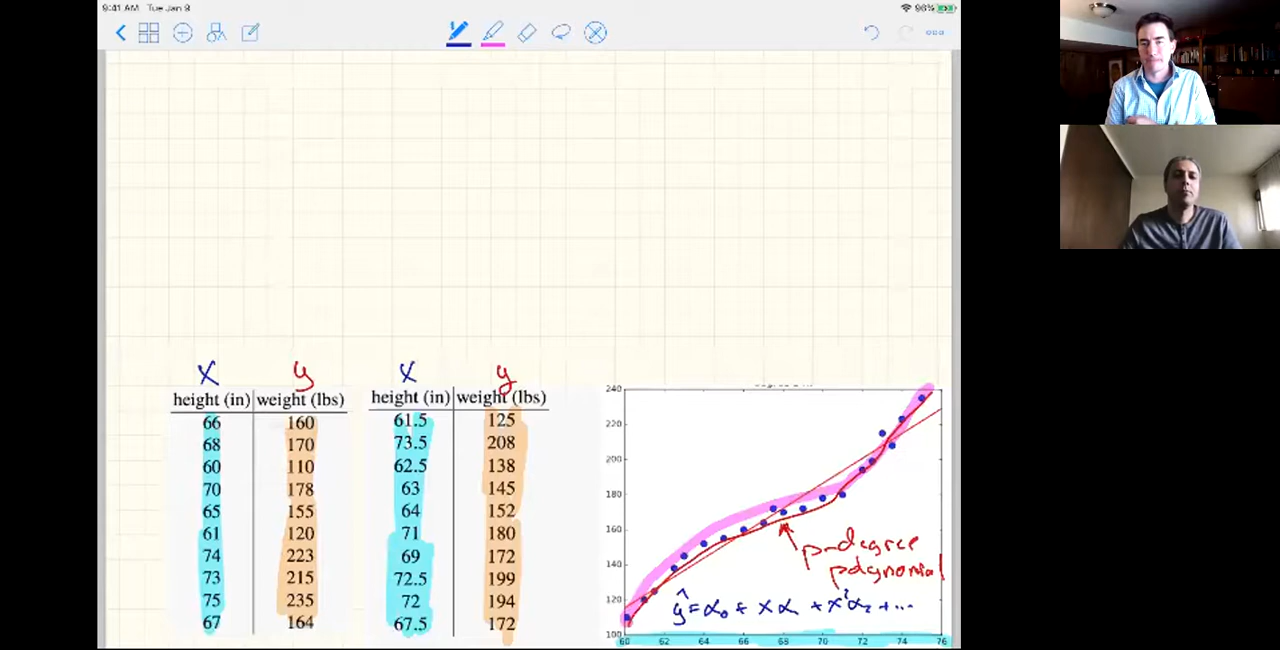 9:41 AM Tue Jan 9
96%
x y x y
height (in) weight (lbs) height (in) weight (lbs)
66 160 61.5 125
68 170 73.5 208
60 110 62.5 138
70 178 63 145
65 155 64 152
61 120 71 180
74 223 69 172
73 215 72.5 199
75 235 72 194
67 164 67.5 172
240
220
200
180
160
140
120
100
60 62 64 66 68 70 72 74 76
p-degree
polynomial
ŷ = α₀ + xα₁ + x²α₂ + ...